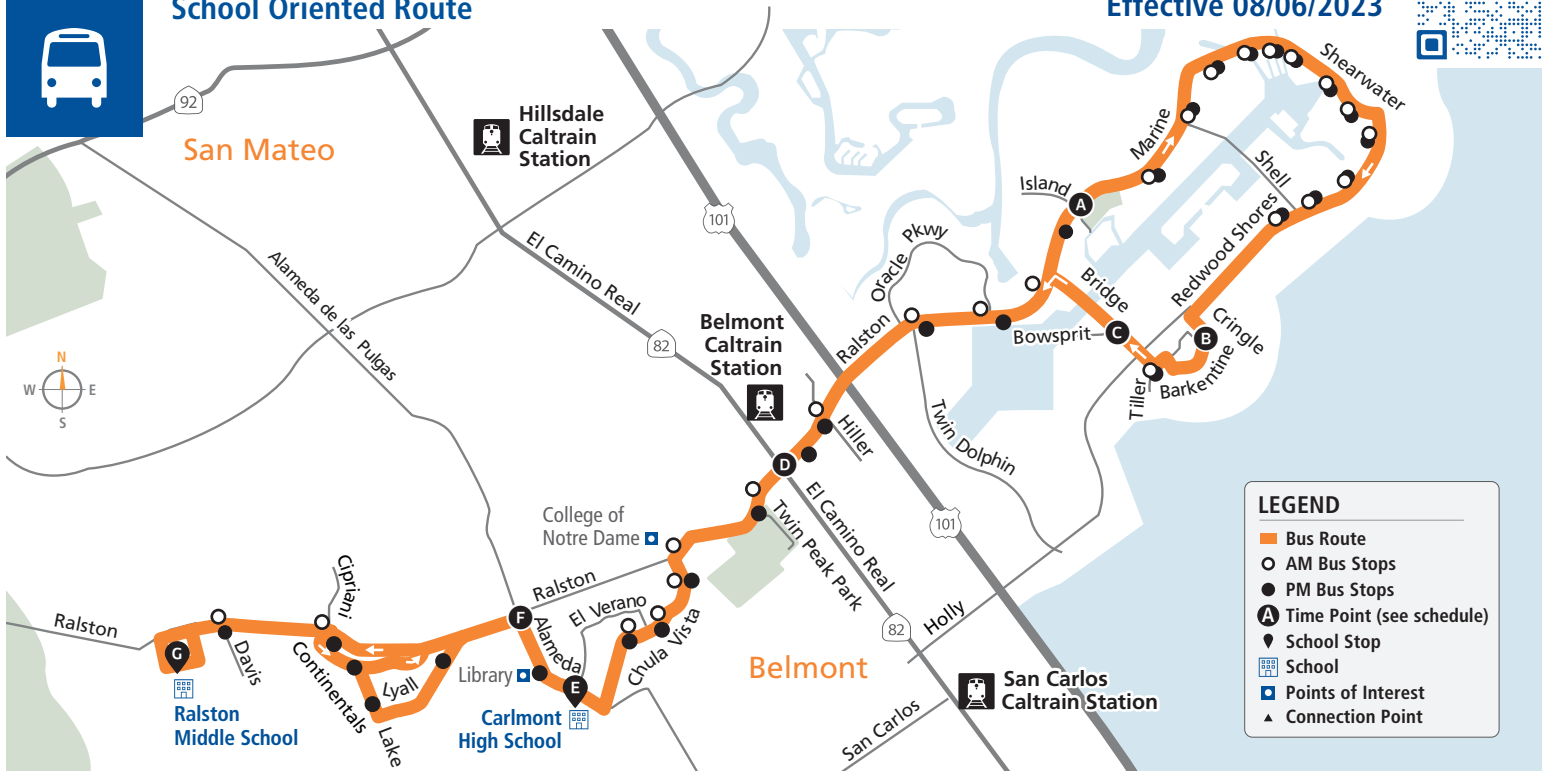 School Oriented Route
Effective 08/06/2023
92
San Mateo
Hillsdale
Caltrain
Station
101
Island
A
Marine
Shearwater
Shell
Redwood Shores
Oracle Pkwy
Bridge
Bowsprit
C
Cringle
B
Barkentine
Tiller
El Camino Real
Alameda de las Pulgas
82
Belmont
Caltrain
Station
Ralston
Twin Dolphin
Hiller
D
N
W
E
S
El Camino Real
Twin Peak Park
101
College of
Notre Dame
Ralston
El Verano
Chula Vista
Cipriani
Ralston
G
Davis
Continentals
Lyall
Lake
F
Alameda
Library
E
Ralston
Middle School
Carlmont
High School
Belmont
82
Holly
San Carlos
Caltrain Station
San Carlos
LEGEND
Bus Route
AM Bus Stops
PM Bus Stops
A Time Point (see schedule)
School Stop
School
Points of Interest
Connection Point